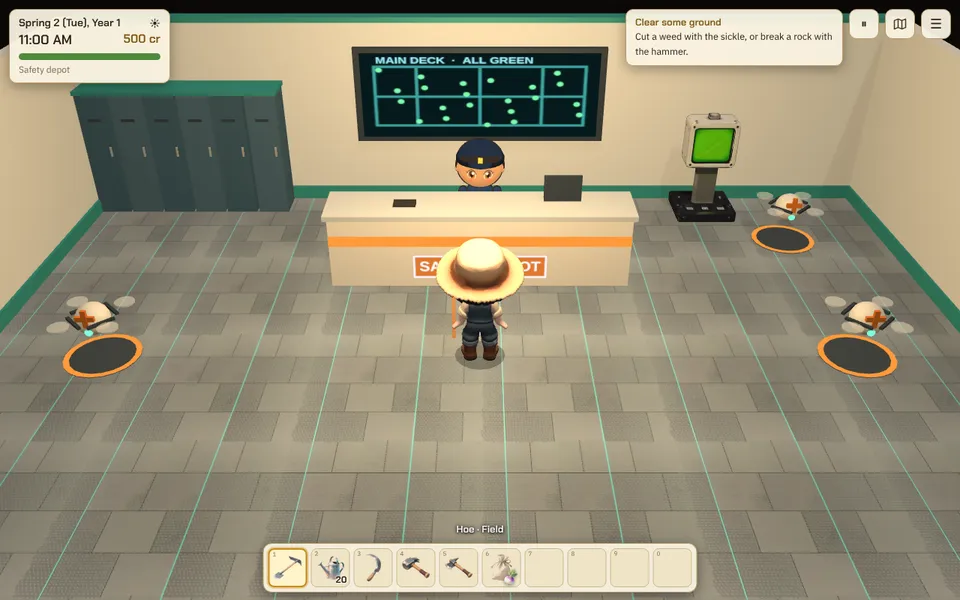 Spring 2 (Tue), Year 1
11:00 AM
500 cr
Safety depot
Clear some ground
Cut a weed with the sickle, or break a rock with
the hammer.
MAIN DECK · ALL GREEN
SA OT
Hoe · Field
1 2 3 4 5 6 7 8 9 0
20